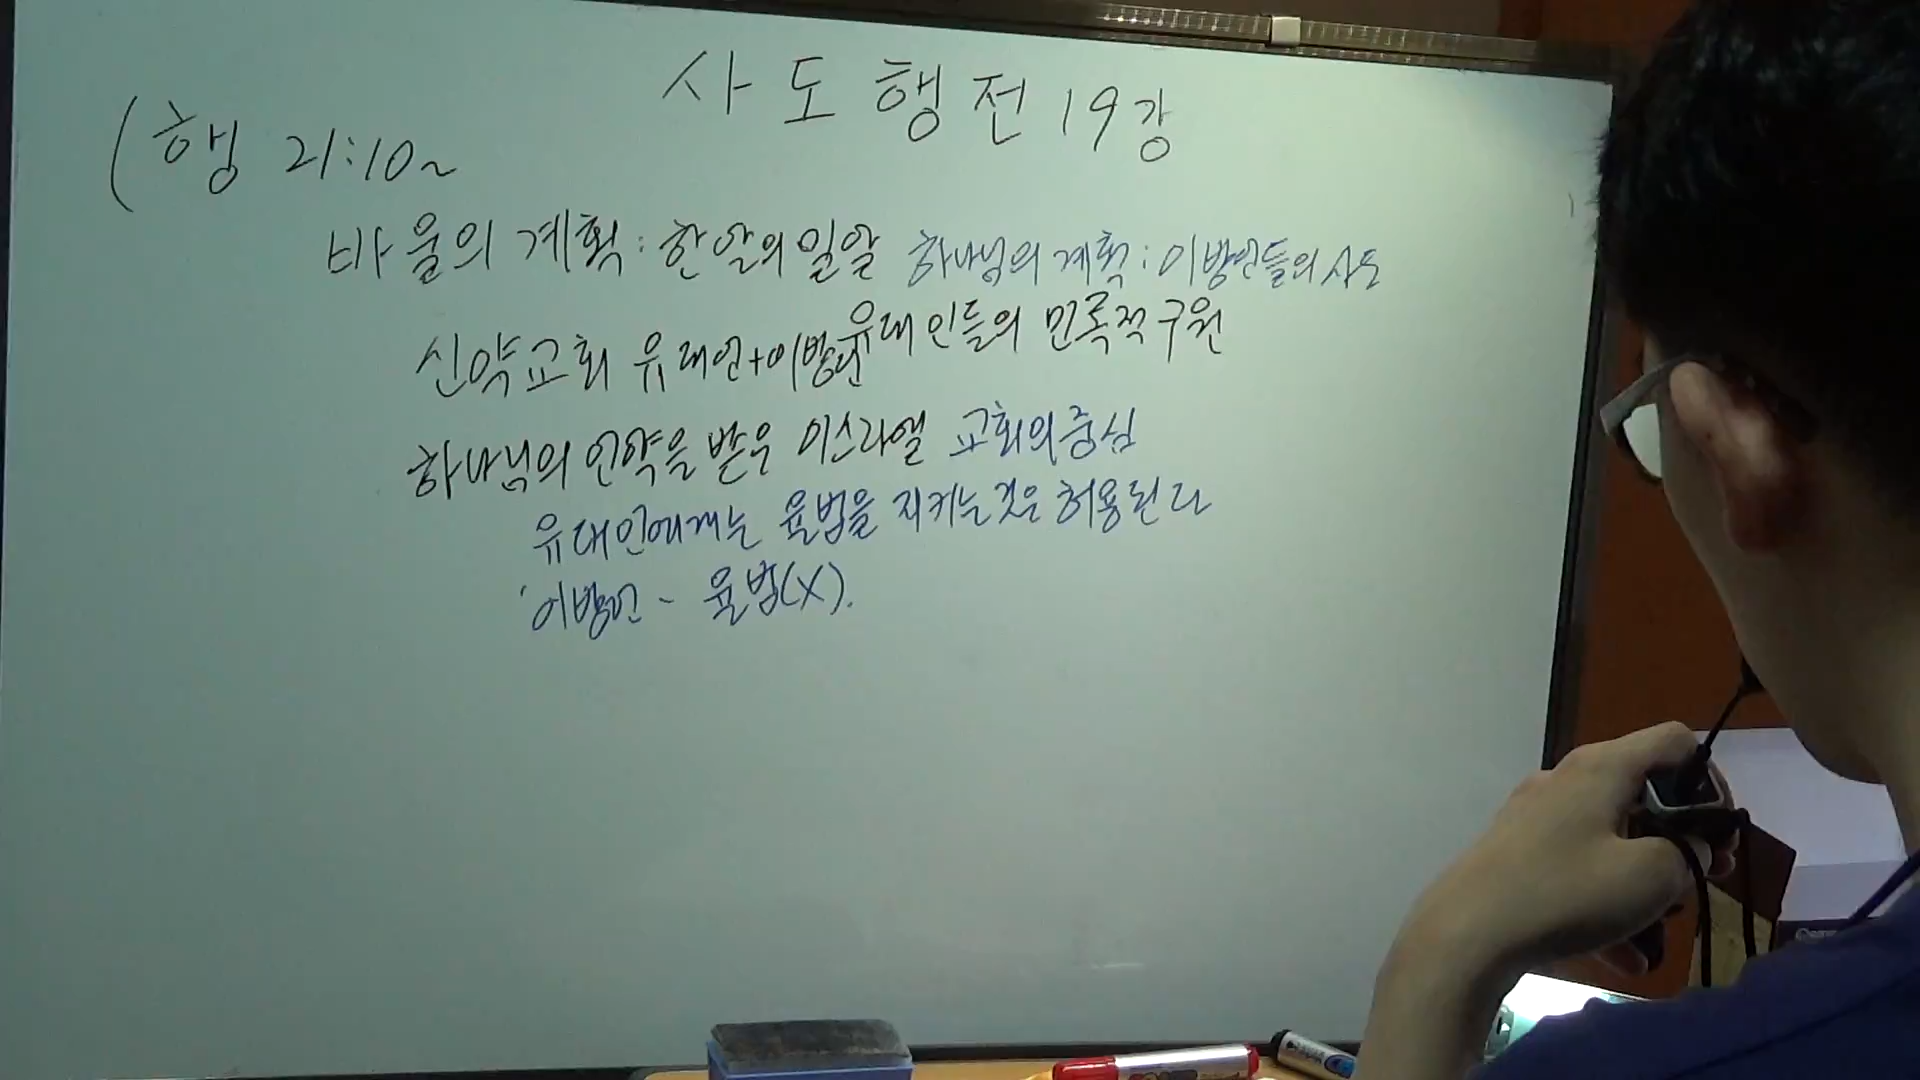 사도행전 19강
(행 21:10~
바울의 계획: 한알의 밀알 하나님의 계획: 이방인들의 사도
신약교회 유대인+이방인 유대인들의 민족적 구원
하나님의 언약을 받은 이스라엘 교회의 중심
유대인에게는 율법을 지키는 것은 허용된다
이방인 - 율법(X).